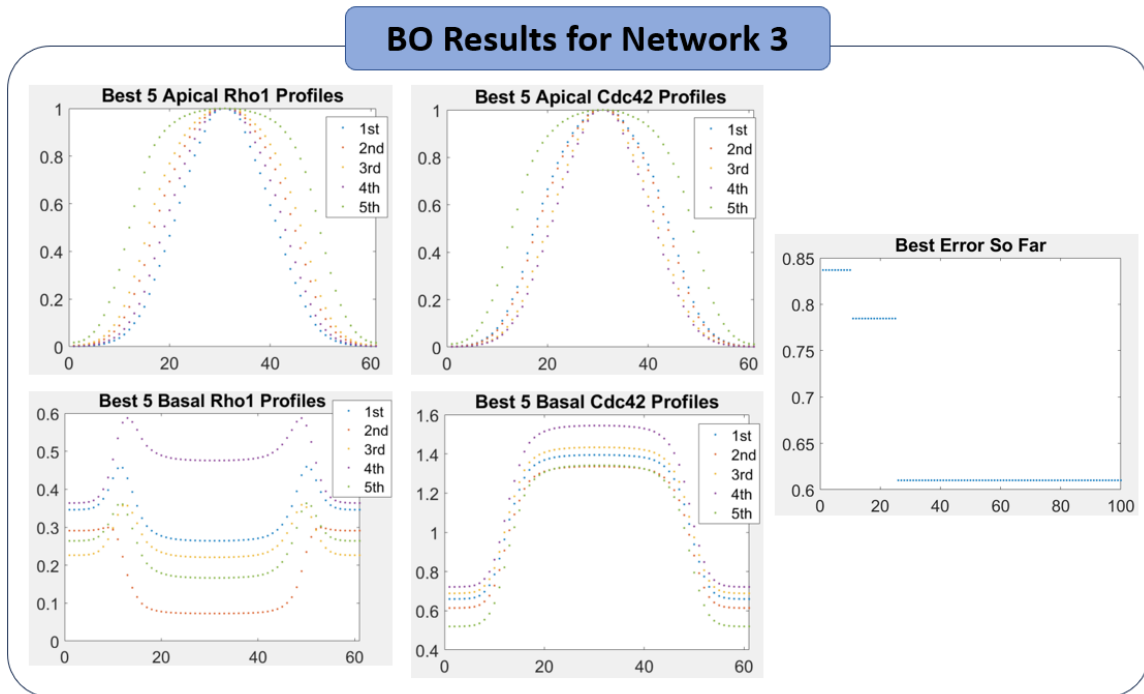 BO Results for Network 3
Best 5 Apical Rho1 Profiles
1
0.8
0.6
0.4
0.2
0
0 20 40 60
1st
2nd
3rd
4th
5th
Best 5 Apical Cdc42 Profiles
1
0.8
0.6
0.4
0.2
0
0 20 40 60
1st
2nd
3rd
4th
5th
Best 5 Basal Rho1 Profiles
0.6
0.5
0.4
0.3
0.2
0.1
0
0 20 40 60
1st
2nd
3rd
4th
5th
Best 5 Basal Cdc42 Profiles
1.6
1.4
1.2
1
0.8
0.6
0.4
0 20 40 60
1st
2nd
3rd
4th
5th
Best Error So Far
0.85
0.8
0.75
0.7
0.65
0.6
0 20 40 60 80 100